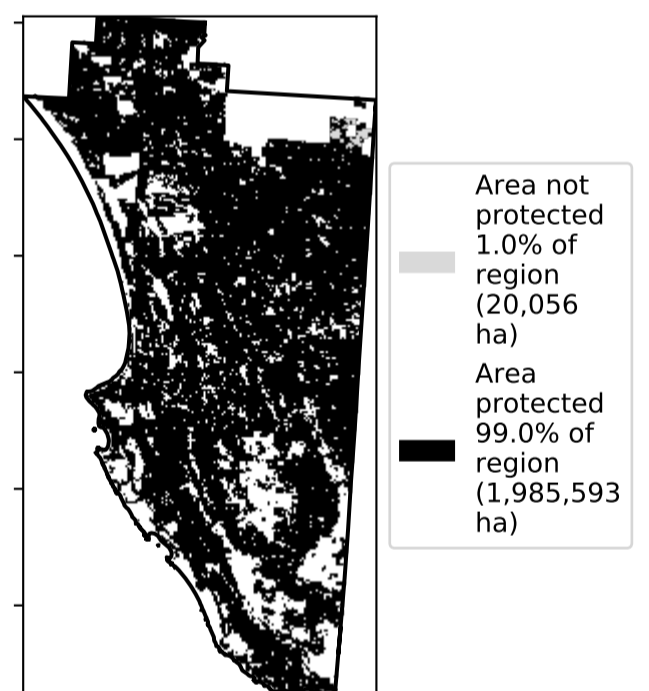 Area not
protected
1.0% of
region
(20,056
ha)
Area
protected
99.0% of
region
(1,985,593
ha)